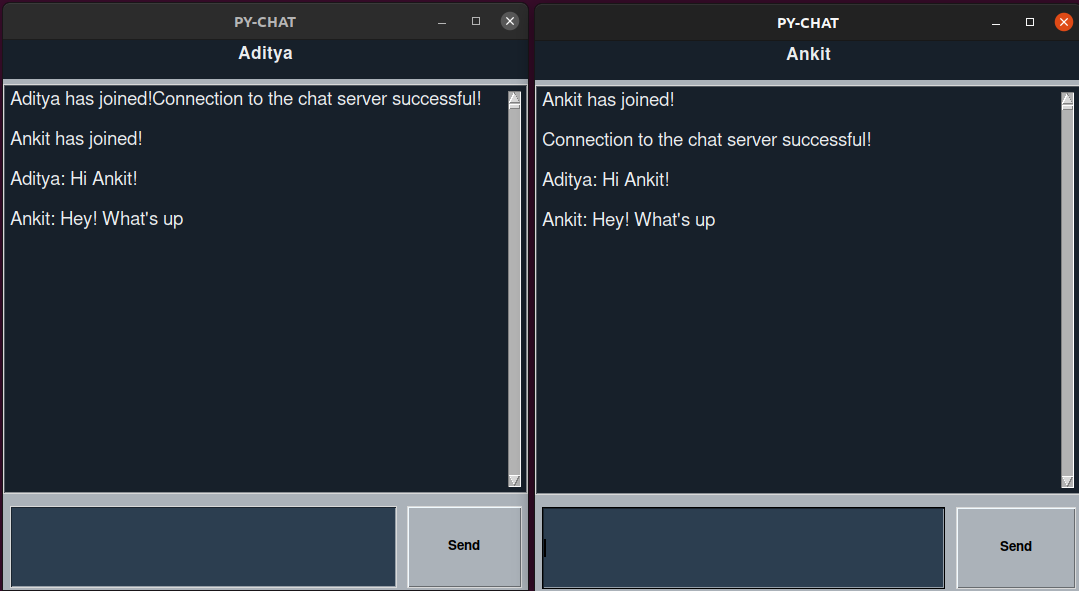 PY-CHAT
Aditya
Aditya has joined!Connection to the chat server successful!
Ankit has joined!
Aditya: Hi Ankit!
Ankit: Hey! What's up
Send
PY-CHAT
Ankit
Ankit has joined!
Connection to the chat server successful!
Aditya: Hi Ankit!
Ankit: Hey! What's up
Send